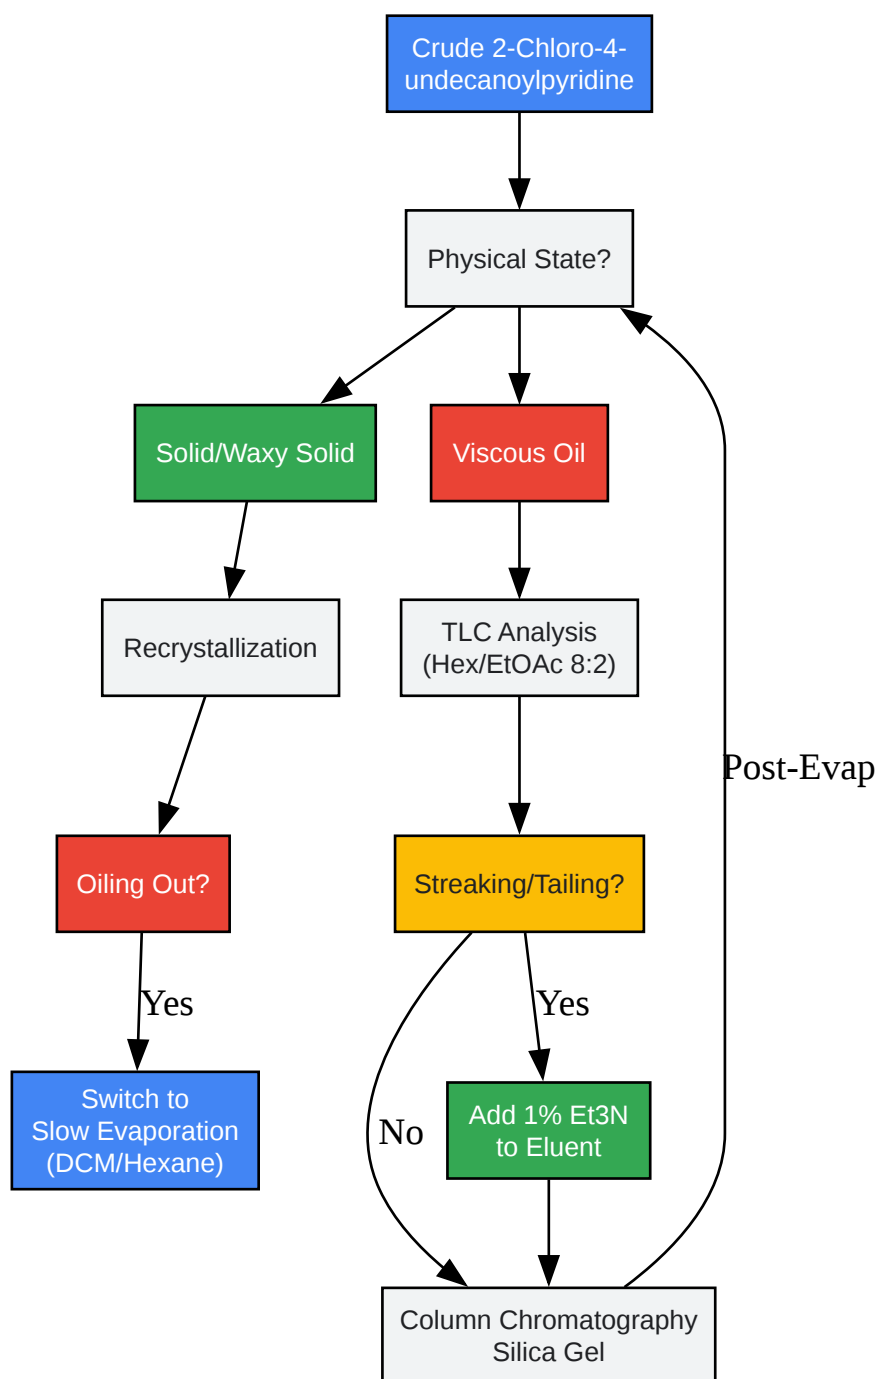 Crude 2-Chloro-4-
undecanoylpyridine
Physical State?
Solid/Waxy Solid
Viscous Oil
Recrystallization
TLC Analysis
(Hex/EtOAc 8:2)
Post-Evap
Oiling Out?
Streaking/Tailing?
Yes
Yes
Switch to
Slow Evaporation
(DCM/Hexane)
No
Add 1% Et3N
to Eluent
Column Chromatography
Silica Gel